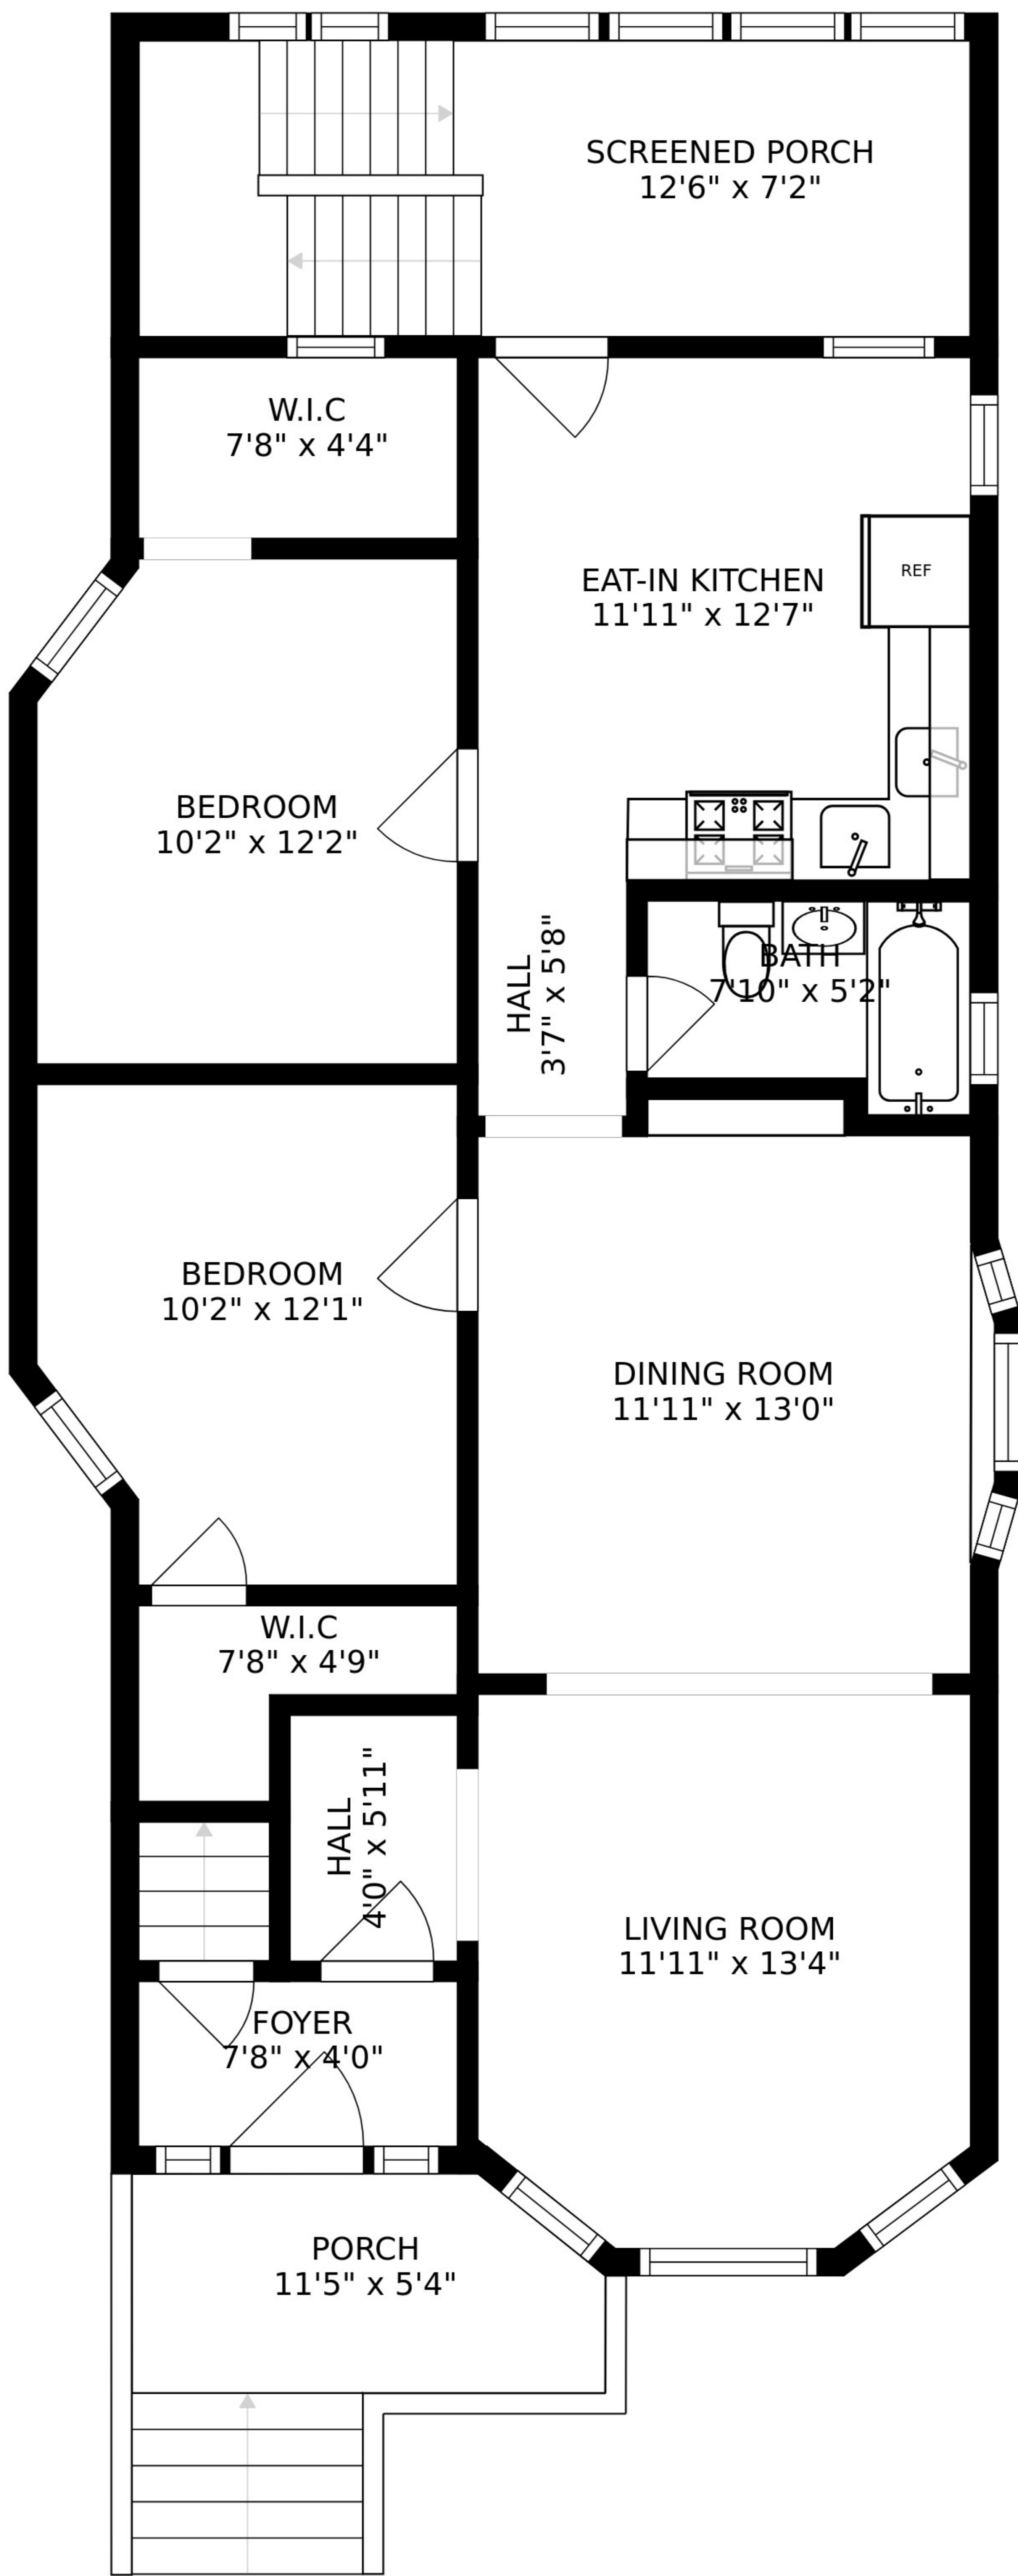 SCREENED PORCH
12'6" x 7'2"
W.I.C
7'8" x 4'4"
EAT-IN KITCHEN
11'11" x 12'7"
REF
BEDROOM
10'2" x 12'2"
HALL
3'7" x 5'8"
BATH
7'10" x 5'2"
BEDROOM
10'2" x 12'1"
DINING ROOM
11'11" x 13'0"
W.I.C
7'8" x 4'9"
HALL
4'0" x 5'11"
LIVING ROOM
11'11" x 13'4"
FOYER
7'8" x 4'0"
PORCH
11'5" x 5'4"